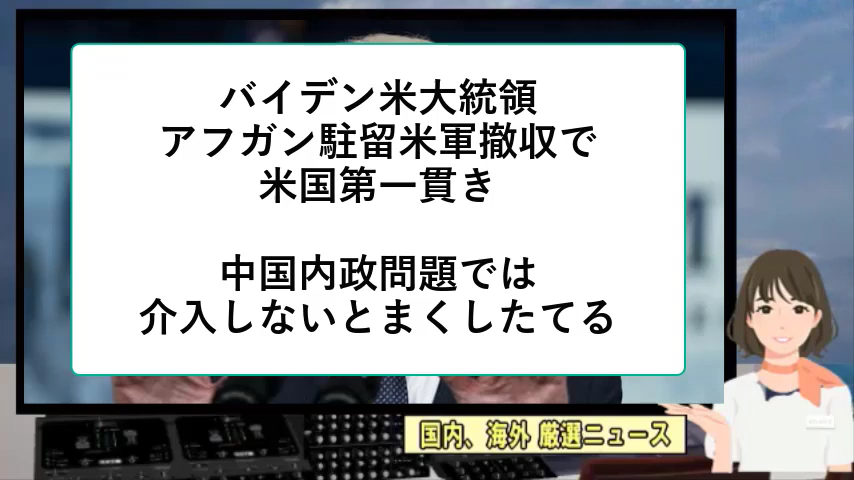 バイデン米大統領
アフガン駐留米軍撤収で
米国第一貫き
中国内政問題では
介入しないとまくしたてる
国内、海外 厳選ニュース